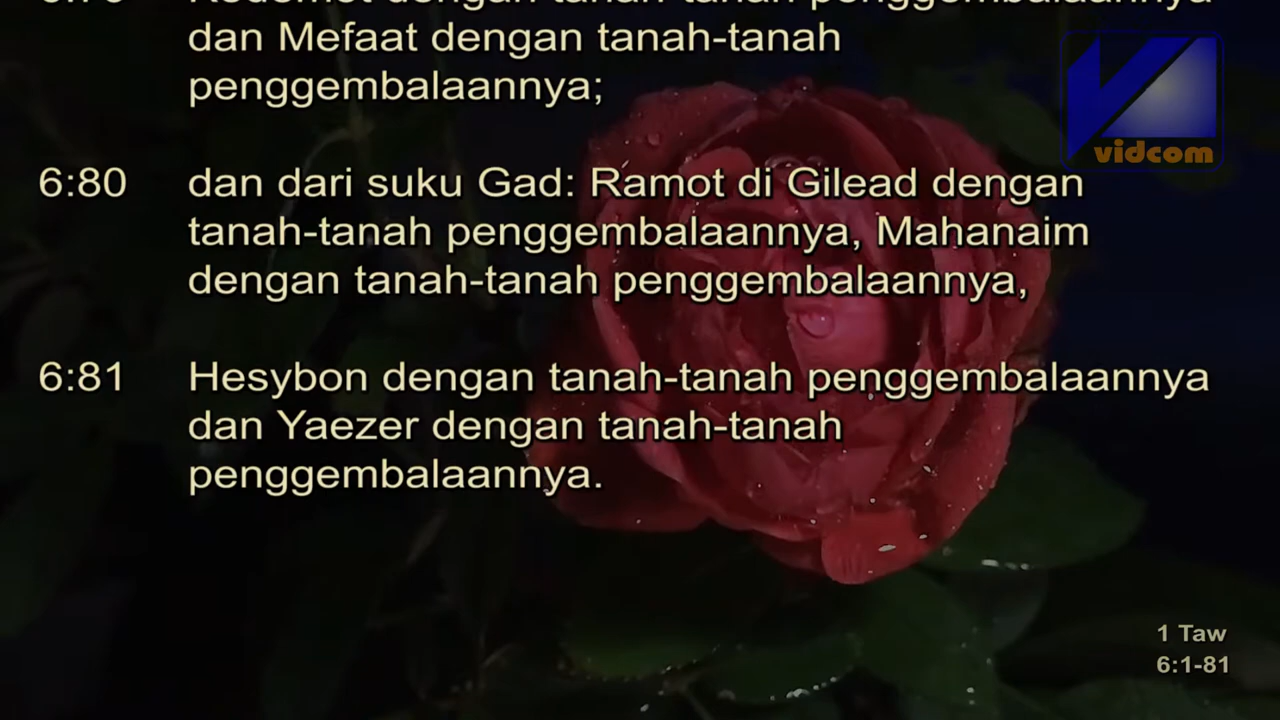 dan Mefaat dengan tanah-tanah
penggembalaannya;
6:80 dan dari suku Gad: Ramot di Gilead dengan
tanah-tanah penggembalaannya, Mahanaim
dengan tanah-tanah penggembalaannya,
6:81 Hesybon dengan tanah-tanah penggembalaannya
dan Yaezer dengan tanah-tanah
penggembalaannya.
vidcom
1 Taw
6:1-81